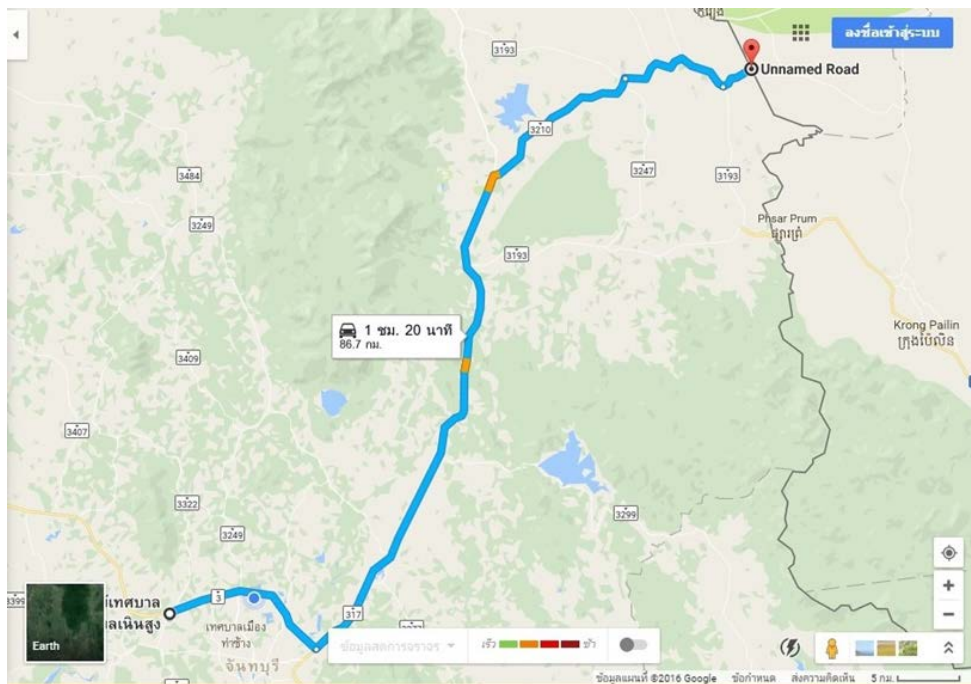 3193
ลงชื่อเข้าสู่ระบบ
Unnamed Road
3210
3484
3247
3193
3249
Phsar Prum
ផ្សារព្រំ
3193
1 ชม. 20 นาที
86.7 กม.
Krong Pailin
ក្រុងប៉ៃលិន
3409
3407
3322
3299
3249
3399
3
เทศบาล
ลเนินสูง
317
เทศบาลเมือง
ท่าช้าง
Earth
จันทบุรี
ข้อมูลสดการจราจร
เร็ว
ช้า
ข้อมูลแผนที่ ©2016 Google
ข้อกำหนด
ส่งความคิดเห็น
5 กม.